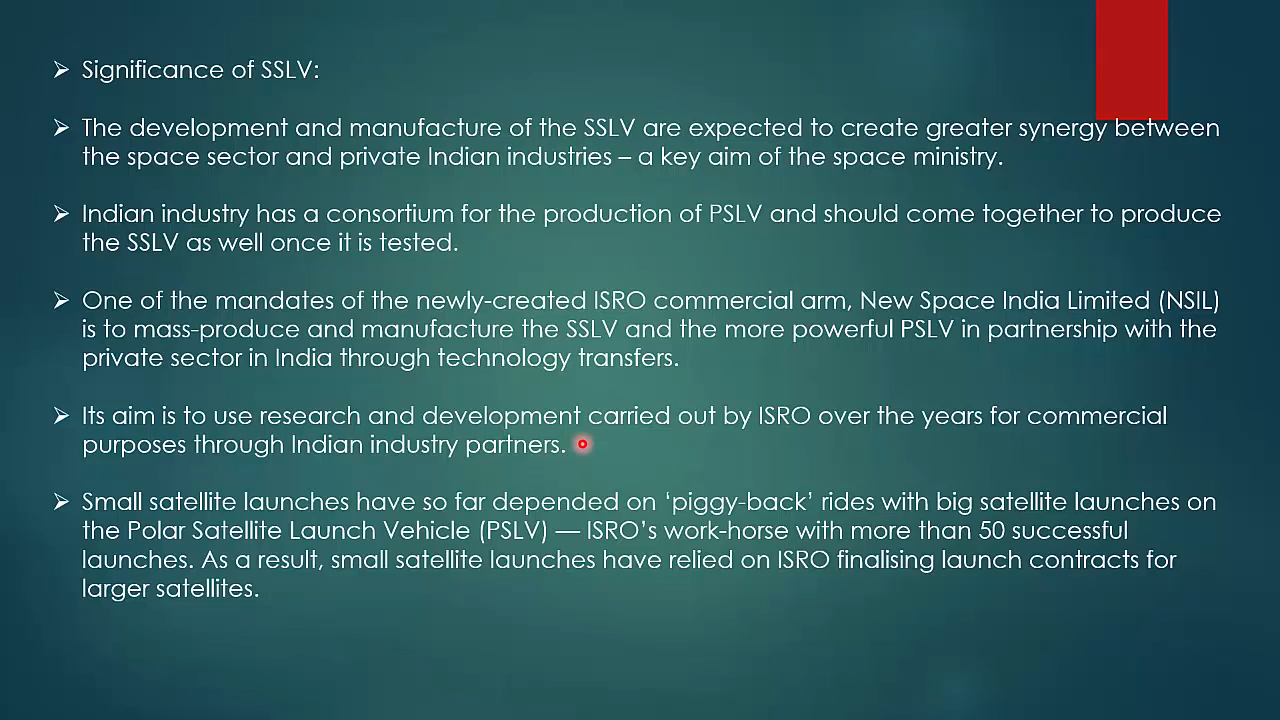 Significance of SSLV:
The development and manufacture of the SSLV are expected to create greater synergy between
the space sector and private Indian industries – a key aim of the space ministry.
Indian industry has a consortium for the production of PSLV and should come together to produce
the SSLV as well once it is tested.
One of the mandates of the newly-created ISRO commercial arm, New Space India Limited (NSIL)
is to mass-produce and manufacture the SSLV and the more powerful PSLV in partnership with the
private sector in India through technology transfers.
Its aim is to use research and development carried out by ISRO over the years for commercial
purposes through Indian industry partners.
Small satellite launches have so far depended on ‘piggy-back’ rides with big satellite launches on
the Polar Satellite Launch Vehicle (PSLV) — ISRO’s work-horse with more than 50 successful
launches. As a result, small satellite launches have relied on ISRO finalising launch contracts for
larger satellites.